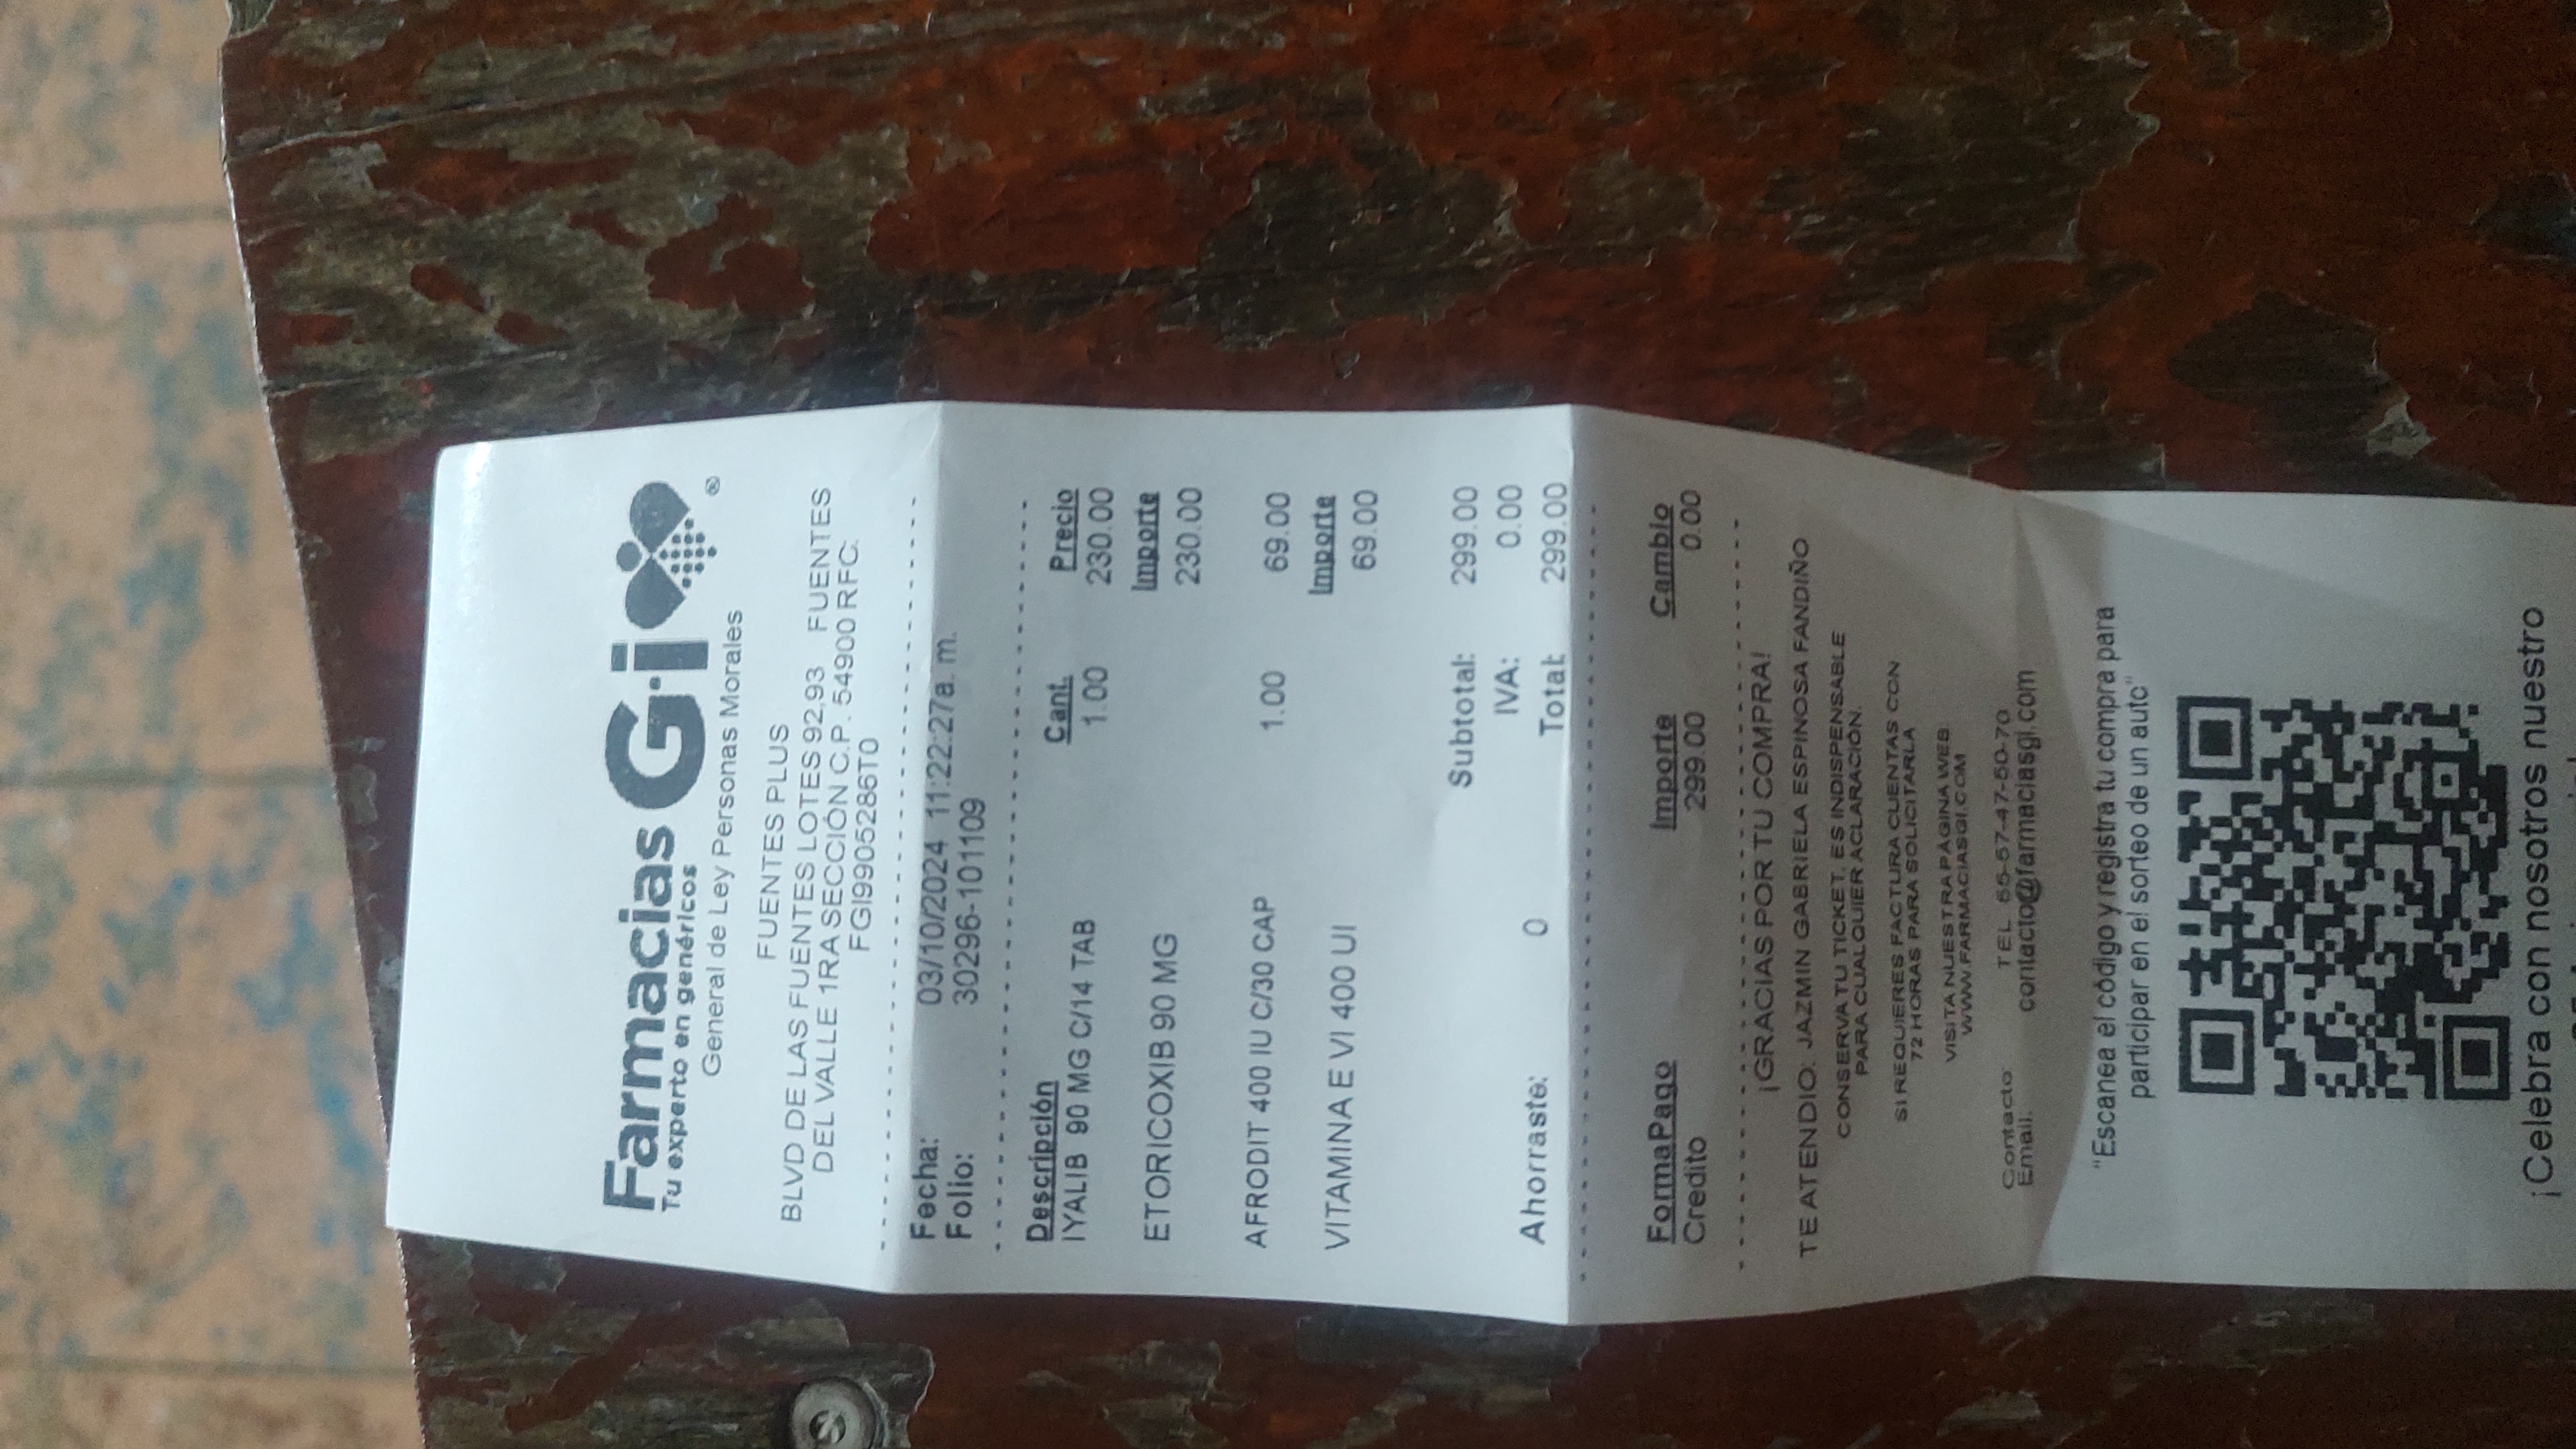 Farmacias Gi ®
Tu experto en genéricos
General de Ley Personas Morales
FUENTES PLUS
BLVD DE LAS FUENTES LOTES 92,93 FUENTES
DEL VALLE 1RA SECCIÓN C.P. 54900 RFC:
FGI9905286T0
Fecha: 03/10/2024 11:22:27a. m.
Folio: 30296-101109
Descripción Cant. Precio
IYALIB 90 MG C/14 TAB 1.00 230.00
Importe
ETORICOXIB 90 MG 230.00
AFRODIT 400 IU C/30 CAP 1.00 69.00
Importe
VITAMINA E VI 400 UI 69.00
Subtotal: 299.00
IVA: 0.00
Ahorraste: 0 Total: 299.00
FormaPago Importe Cambio
Credito 299.00 0.00
¡GRACIAS POR TU COMPRA!
TE ATENDIO: JAZMIN GABRIELA ESPINOSA FANDIÑO
CONSERVA TU TICKET, ES INDISPENSABLE
PARA CUALQUIER ACLARACIÓN.
SI REQUIERES FACTURA CUENTAS CON
72 HORAS PARA SOLICITARLA
VISITA NUESTRA PAGINA WEB:
WWW.FARMACIASGI.COM
Contacto: TEL. 55-57-47-50-70
Email. contacto@farmaciasgi.com
"Escanea el código y registra tu compra para
participar en el sorteo de un auto"
¡Celebra con nosotros nuestro